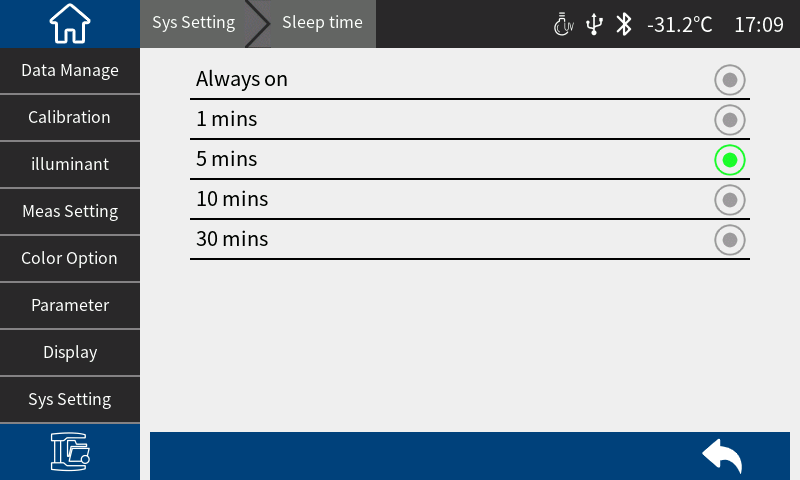 Sys Setting
Sleep time
UV
-31.2°C
17:09
Data Manage
Calibration
illuminant
Meas Setting
Color Option
Parameter
Display
Sys Setting
Always on
1 mins
5 mins
10 mins
30 mins